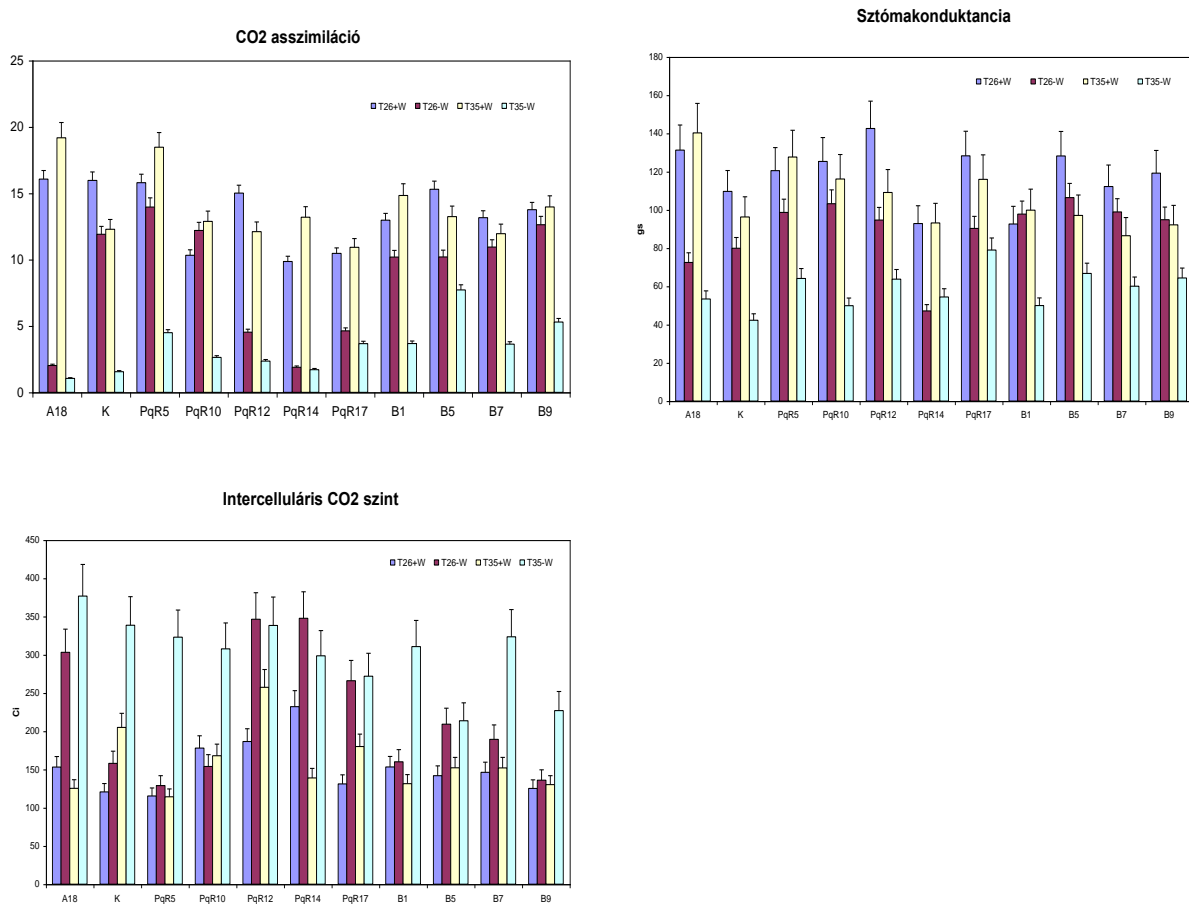 CO2 asszimiláció
25
20
15
10
5
0
T26+W T26-W T35+W T35-W
A18 K PqR5 PqR10 PqR12 PqR14 PqR17 B1 B5 B7 B9
Sztómakonduktancia
180
160
140
120
100
80
60
40
20
0
gs
T26+W T26-W T35+W T35-W
A18 K PqR5 PqR10 PqR12 PqR14 PqR17 B1 B5 B7 B9
Intercelluláris CO2 szint
450
400
350
300
250
200
150
100
50
0
Ci
T26+W T26-W T35+W T35-W
A18 K PqR5 PqR10 PqR12 PqR14 PqR17 B1 B5 B7 B9